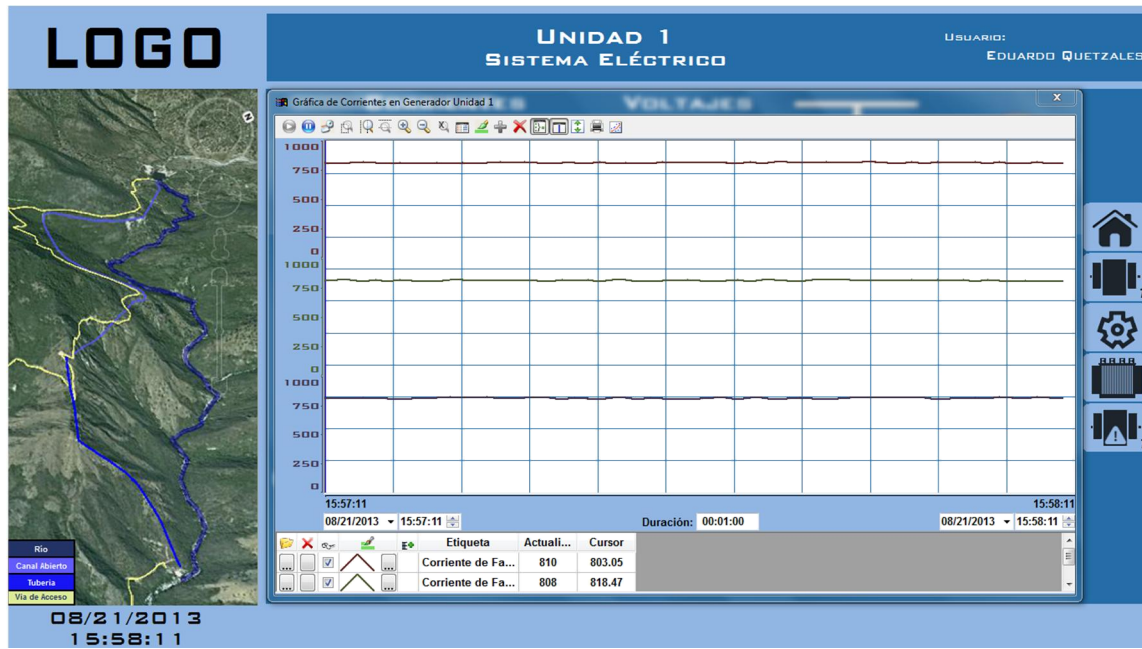 LOGO
UNIDAD 1
SISTEMA ELÉCTRICO
USUARIO:
EDUARDO QUETZALES
Gráfica de Corrientes en Generador Unidad 1
VOLTAJES
X
1000
750
500
250
0
1000
750
500
250
0
1000
750
500
250
0
15:57:11
15:58:11
08/21/2013
15:57:11
Duración: 00:01:00
08/21/2013
15:58:11
Etiqueta Actuali... Cursor
... ... Corriente de Fa... 810 803.05
... ... Corriente de Fa... 808 818.47
Río
Canal Abierto
Tubería
Vía de Acceso
08/21/2013
15:58:11